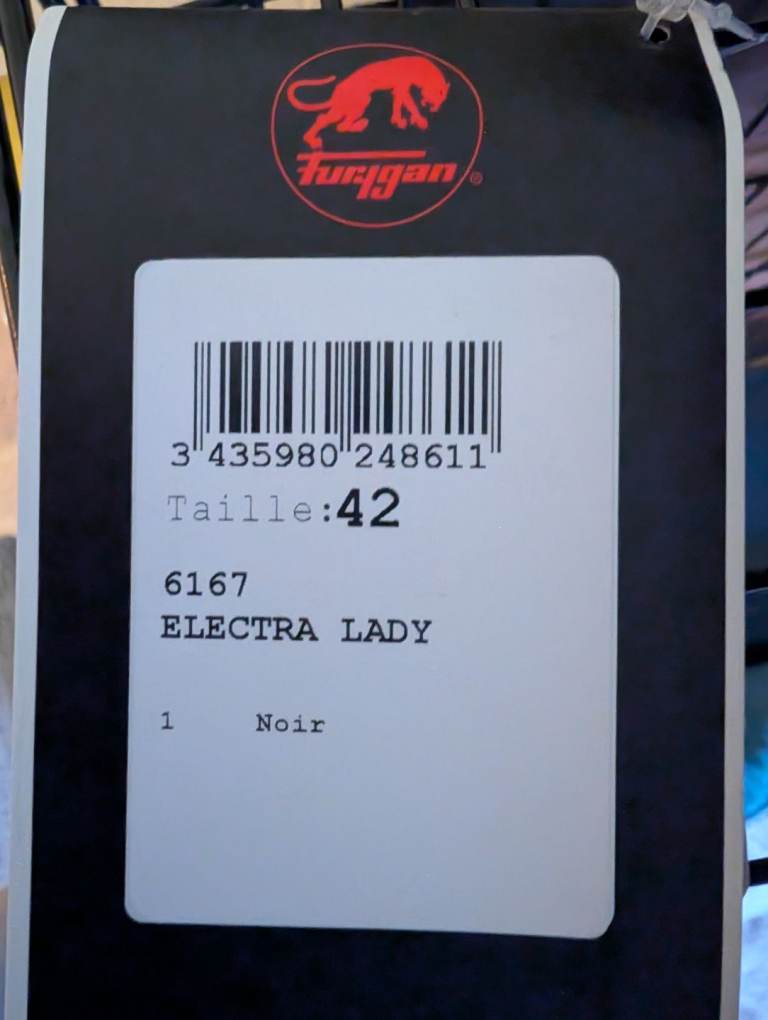 Furygan®
3 435980 248611
Taille:42
6167
ELECTRA LADY
1 Noir